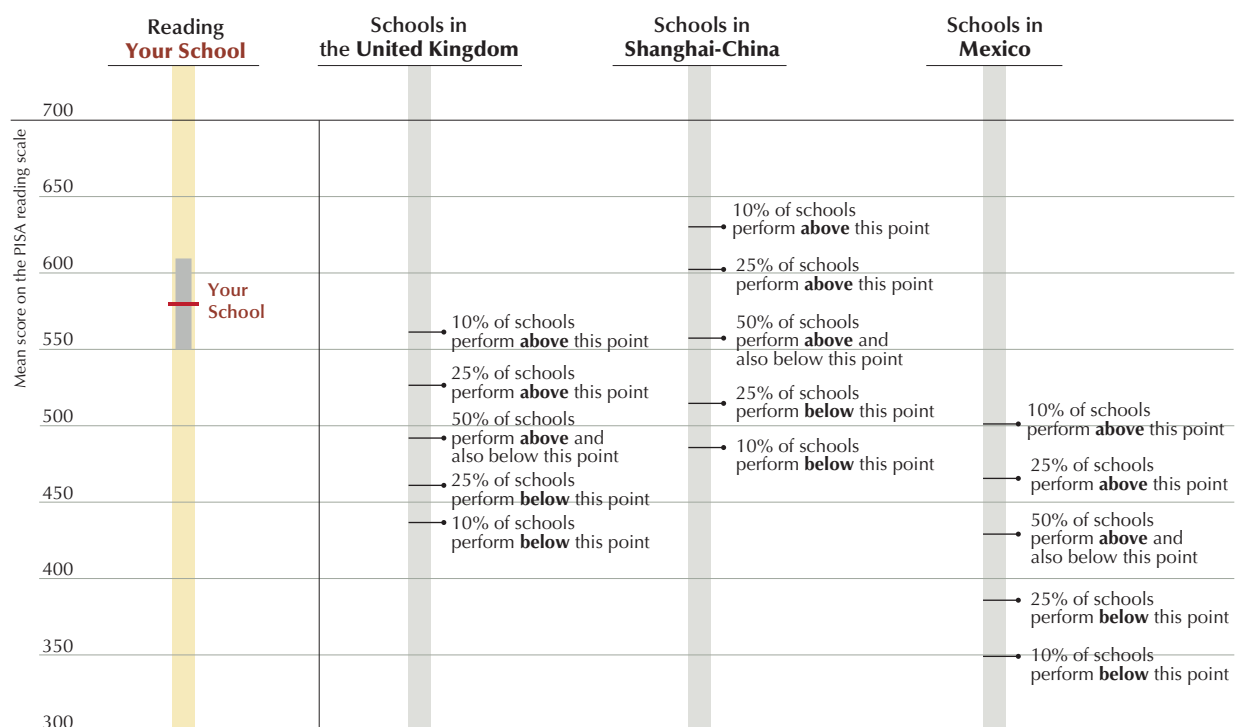 Reading
Your School
Schools in
the United Kingdom
Schools in
Shanghai-China
Schools in
Mexico
Mean score on the PISA reading scale
700
650
600
550
500
450
400
350
300
Your
School
10% of schools
perform above this point
25% of schools
perform above this point
50% of schools
perform above and
also below this point
25% of schools
perform below this point
10% of schools
perform below this point
10% of schools
perform above this point
25% of schools
perform above this point
50% of schools
perform above and
also below this point
25% of schools
perform below this point
10% of schools
perform below this point
10% of schools
perform above this point
25% of schools
perform above this point
50% of schools
perform above and
also below this point
25% of schools
perform below this point
10% of schools
perform below this point